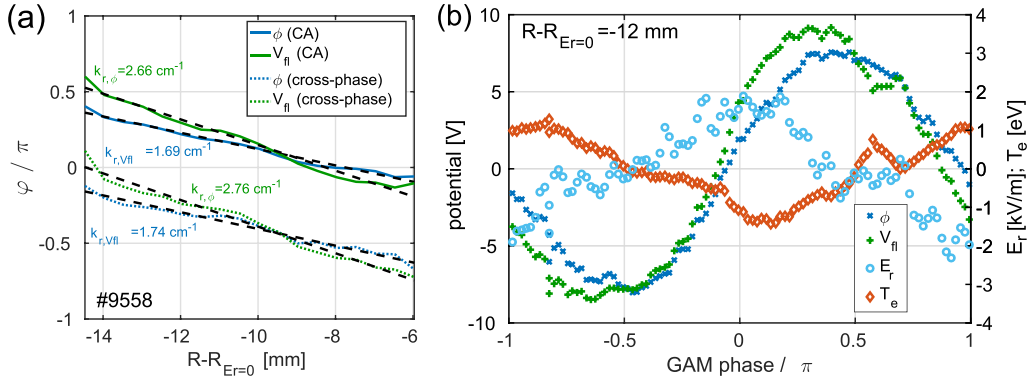 (a)
φ / π
1
0.5
0
-0.5
-1
-14
-12
-10
-8
-6
R-R_Er=0 [mm]
ϕ (CA)
V_fl (CA)
ϕ (cross-phase)
V_fl (cross-phase)
k_r,ϕ=2.66 cm⁻¹
k_r,Vfl =1.69 cm⁻¹
k_r,ϕ=2.76 cm⁻¹
k_r,Vfl =1.74 cm⁻¹
#9558
(b)
R-R_Er=0=-12 mm
potential [V]
10
5
0
-5
-10
-1
-0.5
0
0.5
1
GAM phase / π
4
3
2
1
0
-1
-2
-3
-4
E_r [kV/m]; T_e [eV]
ϕ
V_fl
E_r
T_e